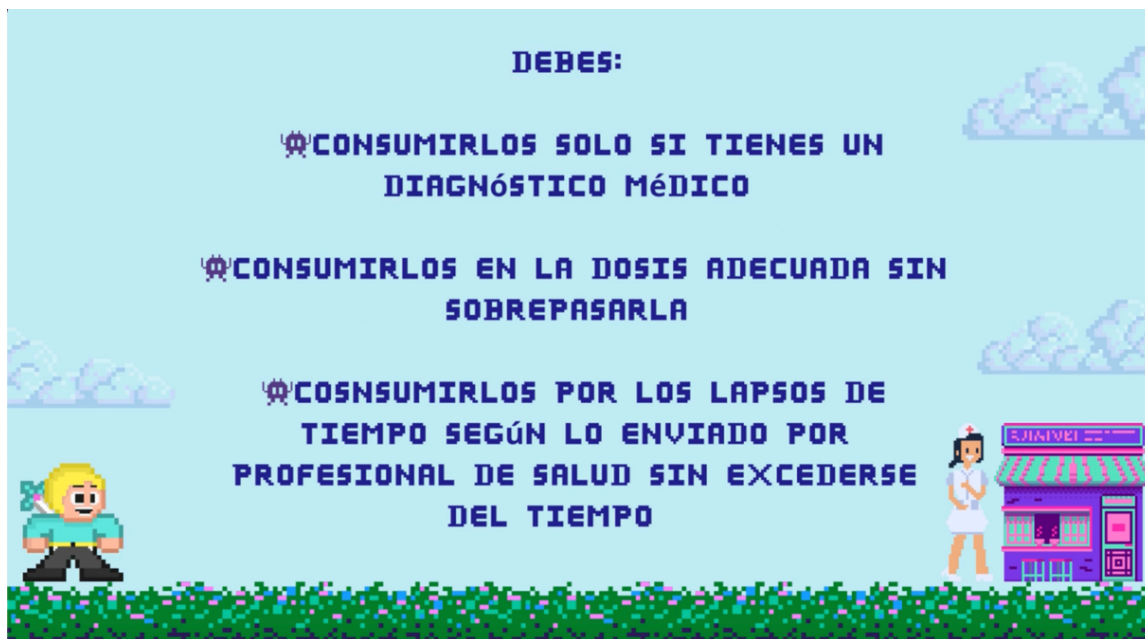 DEBES:
CONSUMIRLOS SOLO SI TIENES UN
DIAGNóSTICO MéDICO
CONSUMIRLOS EN LA DOSIS ADECUADA SIN
SOBREPASARLA
COSNSUMIRLOS POR LOS LAPSOS DE
TIEMPO SEGúN LO ENVIADO POR
PROFESIONAL DE SALUD SIN EXCEDERSE
DEL TIEMPO